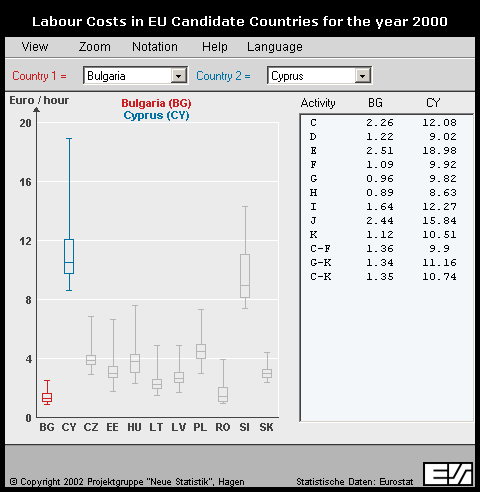 Labour Costs in EU Candidate Countries for the year 2000
View Zoom Notation Help Language
Country 1 = Bulgaria Country 2 = Cyprus
Euro / hour
Bulgaria (BG)
Cyprus (CY)
20
16
12
8
4
0
BG CY CZ EE HU LT LV PL RO SI SK
Activity BG CY
C 2.26 12.08
D 1.22 9.02
E 2.51 18.98
F 1.09 9.92
G 0.96 9.82
H 0.89 8.63
I 1.64 12.27
J 2.44 15.84
K 1.12 10.51
C-F 1.36 9.9
G-K 1.34 11.16
C-K 1.35 10.74
© Copyright 2002 Projektgruppe "Neue Statistik", Hagen
Statistische Daten: Eurostat